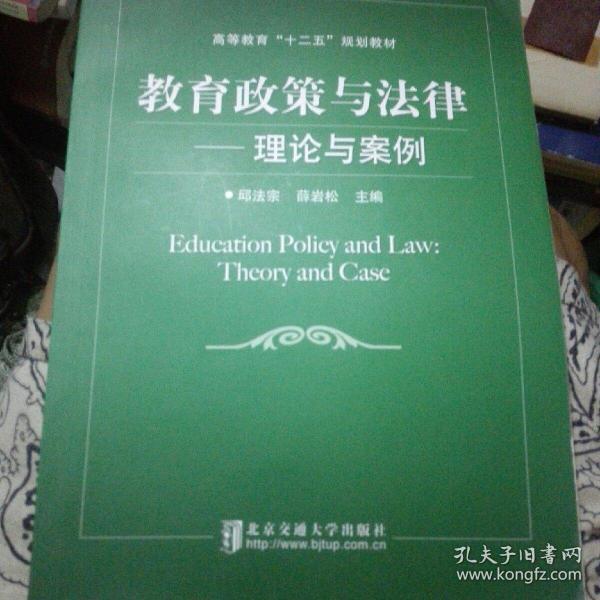 高等教育“十二五”规划教材
教育政策与法律
——理论与案例
• 邱法宗 薛岩松 主编
Education Policy and Law:
Theory and Case
北京交通大学出版社
http://www.bjtup.com.cn
孔夫子旧书网
www.kongfz.com